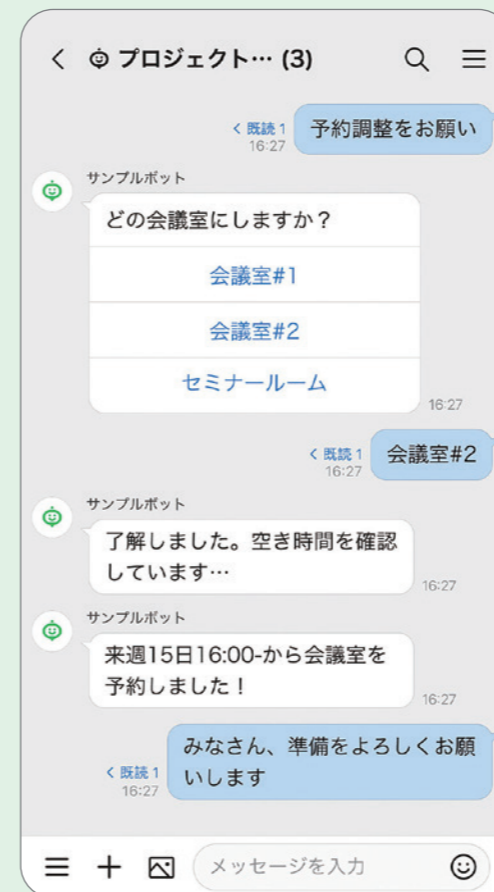 プロジェクト… (3)
予約調整をお願い
既読 1
16:27
サンプルボット
どの会議室にしますか？
会議室#1
会議室#2
セミナールーム
16:27
会議室#2
既読 1
16:27
サンプルボット
了解しました。空き時間を確認
しています…
16:27
サンプルボット
来週15日16:00-から会議室を
予約しました！
16:27
みなさん、準備をよろしくお願
いします
既読 1
16:27
メッセージを入力